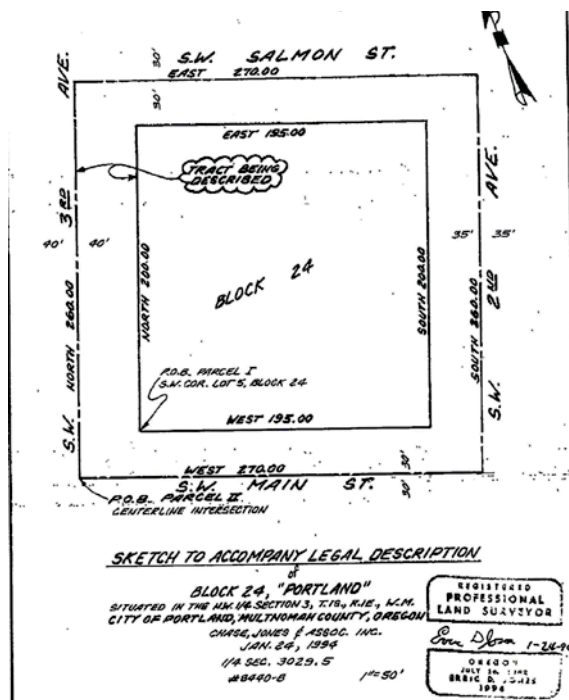 S.W. SALMON ST.
30'
EAST 270.00
30'
EAST 195.00
TRACT BEING
DESCRIBED
S.W. 3RD AVE.
NORTH 260.00
40' 40'
NORTH 200.00
BLOCK 24
SOUTH 200.00
35' 35'
SOUTH 260.00
S.W. 2ND AVE.
P.O.B. PARCEL I
S.W. COR. LOT 5, BLOCK 24
WEST 195.00
30'
WEST 270.00
30'
S.W. MAIN ST.
P.O.B. PARCEL II
CENTERLINE INTERSECTION
SKETCH TO ACCOMPANY LEGAL DESCRIPTION
of
BLOCK 24, "PORTLAND"
SITUATED IN THE N.W. 1/4 SECTION 3, T.1S., R.1E., W.M.
CITY OF PORTLAND, MULTNOMAH COUNTY, OREGON
CHASE, JONES & ASSOC. INC.
JAN. 24, 1994
1/4 SEC. 3029.5
#8440-B 1"=50'
REGISTERED
PROFESSIONAL
LAND SURVEYOR
OREGON
JULY
ERIC D. JONES
1994